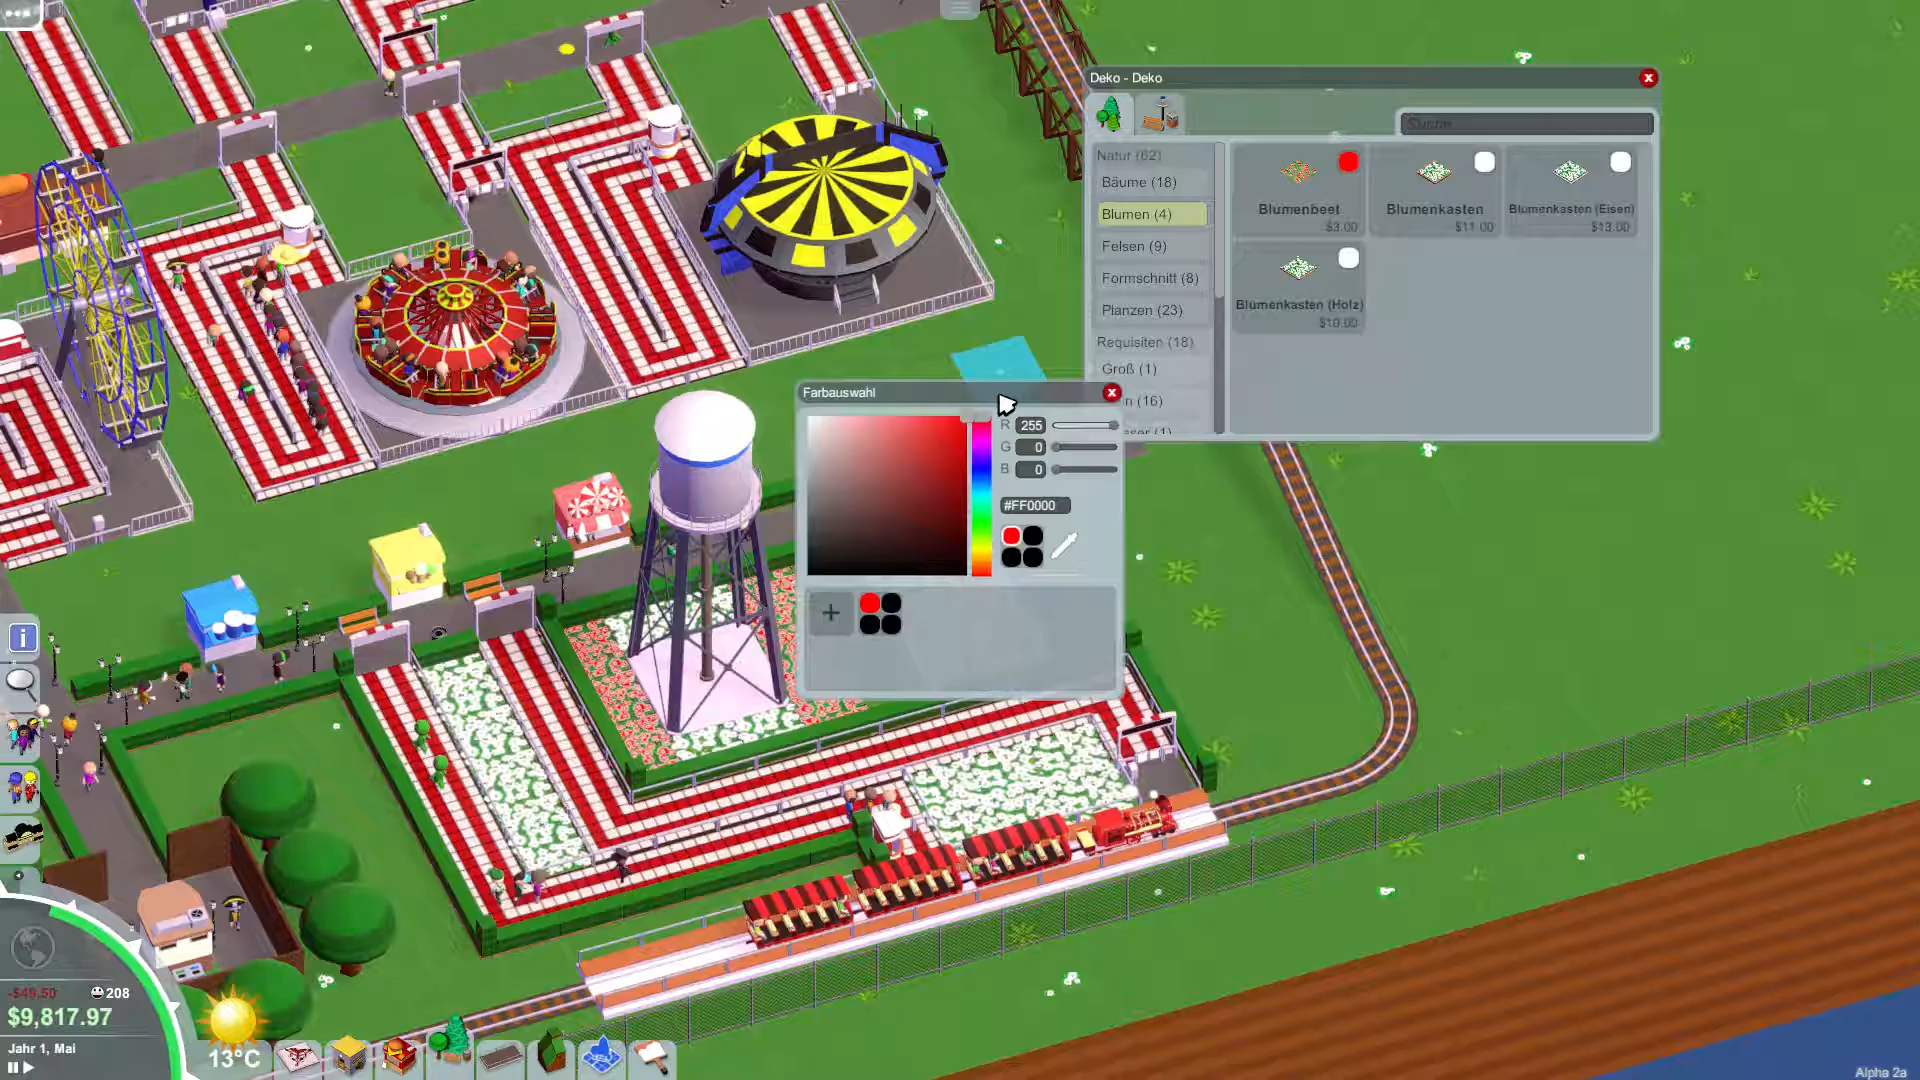 Deko - Deko
Suche
Natur (62)
Bäume (18)
Blumen (4)
Felsen (9)
Formschnitt (8)
Planzen (23)
Requisiten (18)
Groß (1)
n (16)
Blumenbeet
$3.00
Blumenkasten
$11.00
Blumenkasten (Eisen)
$13.00
Blumenkasten (Holz)
$10.00
Farbauswahl
R 255
G 0
B 0
#FF0000
+
-$49.50
208
$9,817.97
Jahr 1, Mai
13°C
Alpha 2a